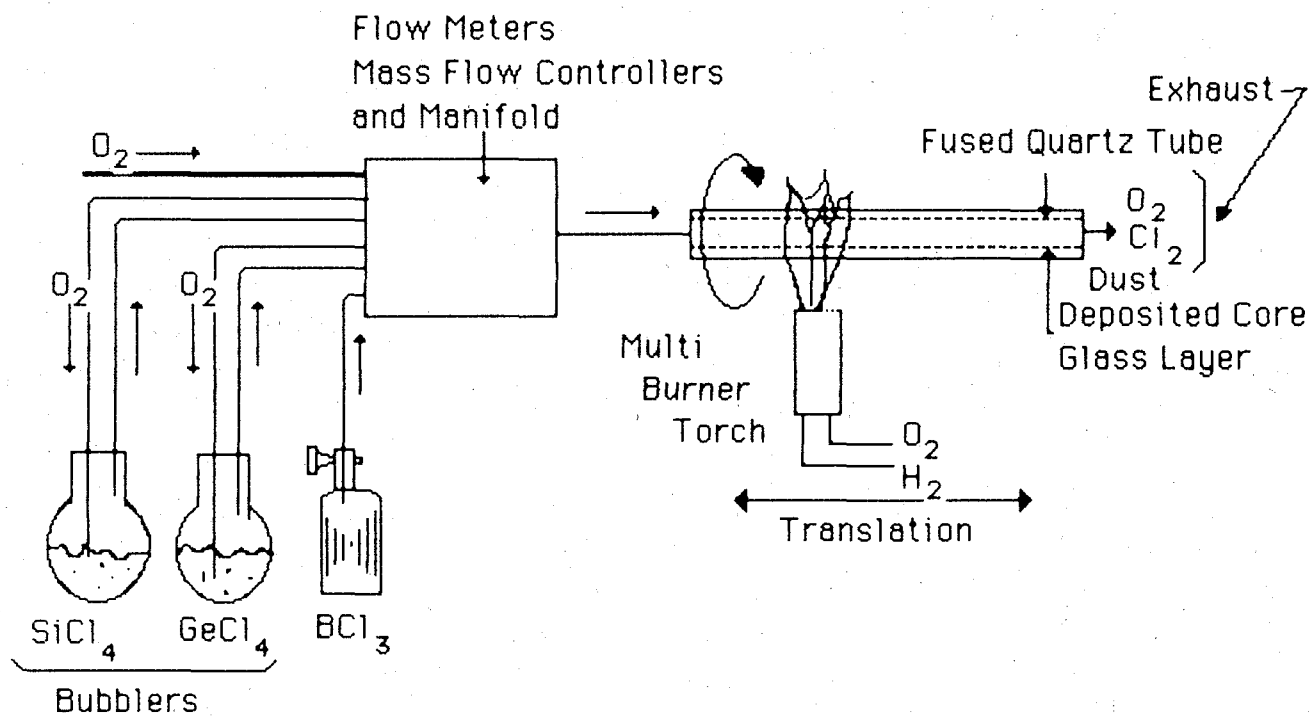 Flow Meters
Mass Flow Controllers
and Manifold
Exhaust
Fused Quartz Tube
O₂
O₂
Cl₂
Dust
Deposited Core
Glass Layer
O₂
O₂
Multi
Burner
Torch
O₂
H₂
Translation
SiCl₄
GeCl₄
BCl₃
Bubblers